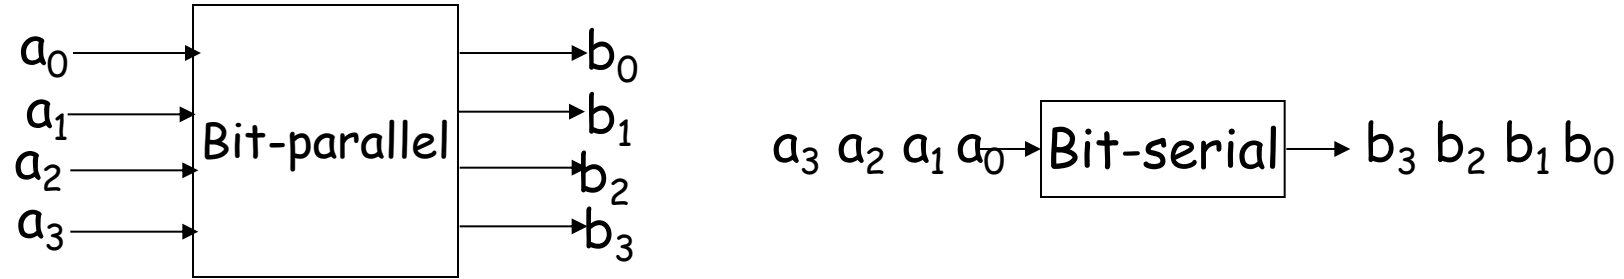 a₀ b₀
a₁ b₁
Bit-parallel
a₂ b₂
a₃ b₃
a₃ a₂ a₁ a₀ Bit-serial b₃ b₂ b₁ b₀